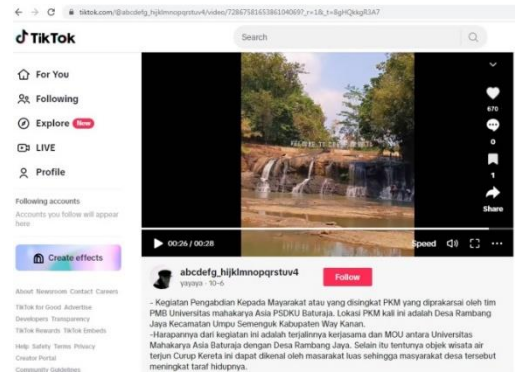 tiktok.com/@abcdefg_hijklmnopqrstuv4/video/7286758165386104069?_r=1&_t=8gHQkkgR3A7
TikTok
Search
For You
Following
Explore New
LIVE
Profile
Following accounts
Accounts you follow will appear
here
Create effects
About Newsroom Contact Careers
TikTok for Good Advertise
Developers Transparency
TikTok Rewards TikTok Embeds
Help Safety Terms Privacy
Creator Portal
Community Guidelines
670
0
1
Share
00:26 / 00:28
Speed
abcdefg_hijklmnopqrstuv4
yayaya · 10-6
Follow
- Kegiatan Pengabdian Kepada Mayarakat atau yang disingkat PKM yang diprakarsai oleh tim
PMB Universitas mahakarya Asia PSDKU Baturaja. Lokasi PKM kali ini adalah Desa Rambang
Jaya Kecamatan Umpu Semenguk Kabupaten Way Kanan.
-Harapannya dari kegiatan ini adalah terjalinnya kerjasama dan MOU antara Universitas
Mahakarya Asia Baturaja dengan Desa Rambang Jaya. Selain itu tentunya objek wisata air
terjun Curup Kereta ini dapat dikenal oleh masarakat luas sehingga masyarakat desa tersebut
meningkat taraf hidupnya.